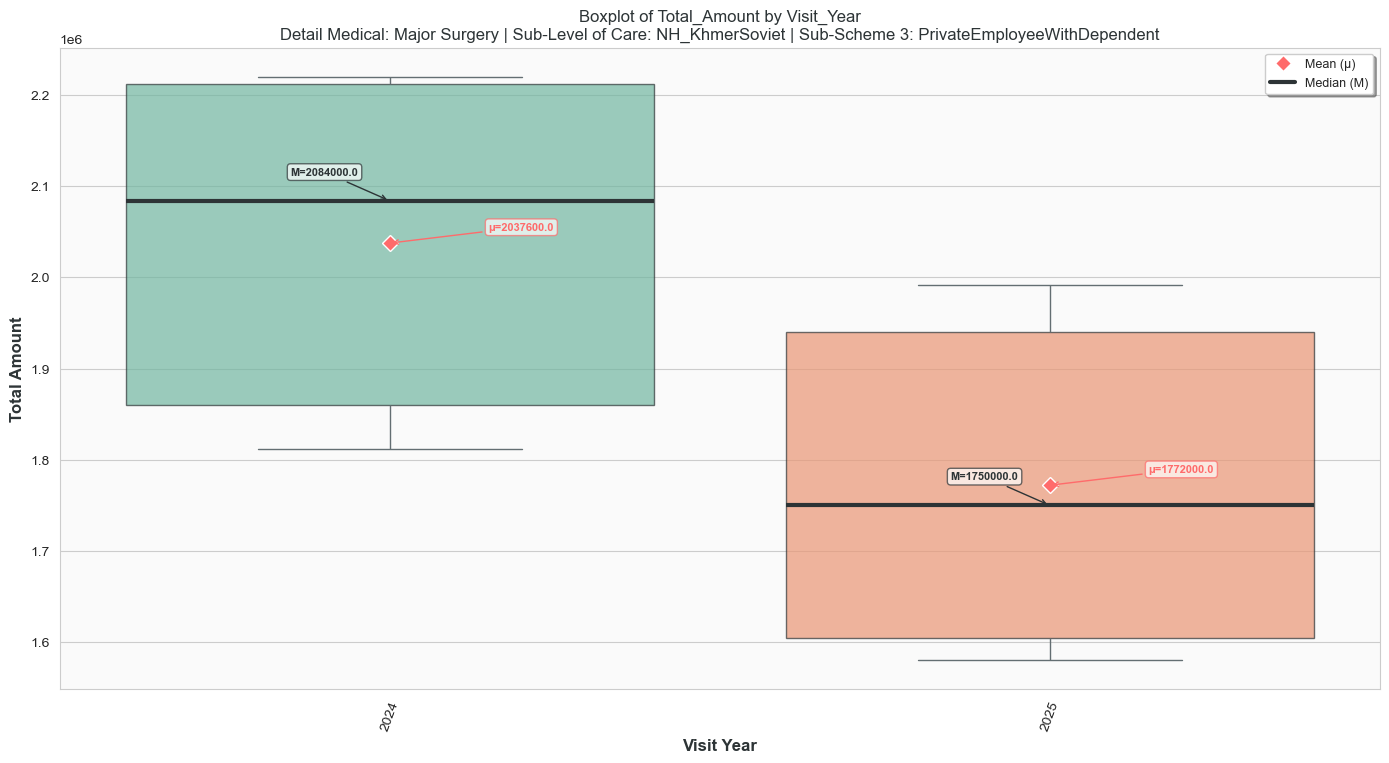 Boxplot of Total_Amount by Visit_Year
Detail Medical: Major Surgery | Sub-Level of Care: NH_KhmerSoviet | Sub-Scheme 3: PrivateEmployeeWithDependent
1e6
Mean (μ)
Median (M)
2.2
2.1
2.0
1.9
1.8
1.7
1.6
Total Amount
M=2084000.0
μ=2037600.0
M=1750000.0
μ=1772000.0
2024
2025
Visit Year